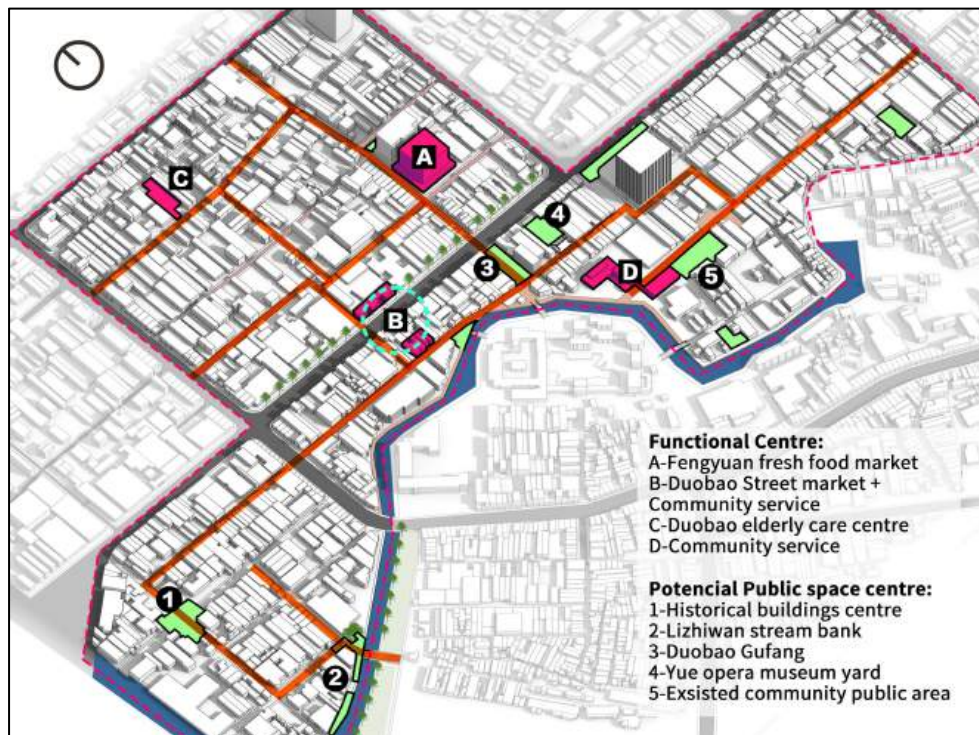 A
C
4
3
D
5
B
1
2
Functional Centre:
A-Fengyuan fresh food market
B-Duobao Street market +
Community service
C-Duobao elderly care centre
D-Community service
Potencial Public space centre:
1-Historical buildings centre
2-Lizhiwan stream bank
3-Duobao Gufang
4-Yue opera museum yard
5-Exsisted community public area